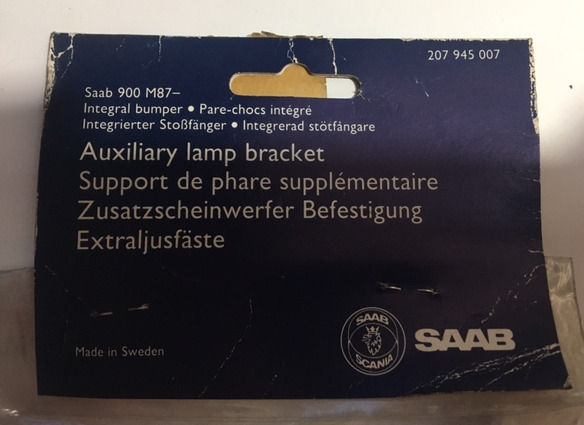 207 945 007
Saab 900 M87–
Integral bumper • Pare-chocs intégré
Integrierter Stoßfänger • Integrerad stötfångare
Auxiliary lamp bracket
Support de phare supplémentaire
Zusatzscheinwerfer Befestigung
Extraljusfäste
Made in Sweden
SAAB
SCANIA
SAAB